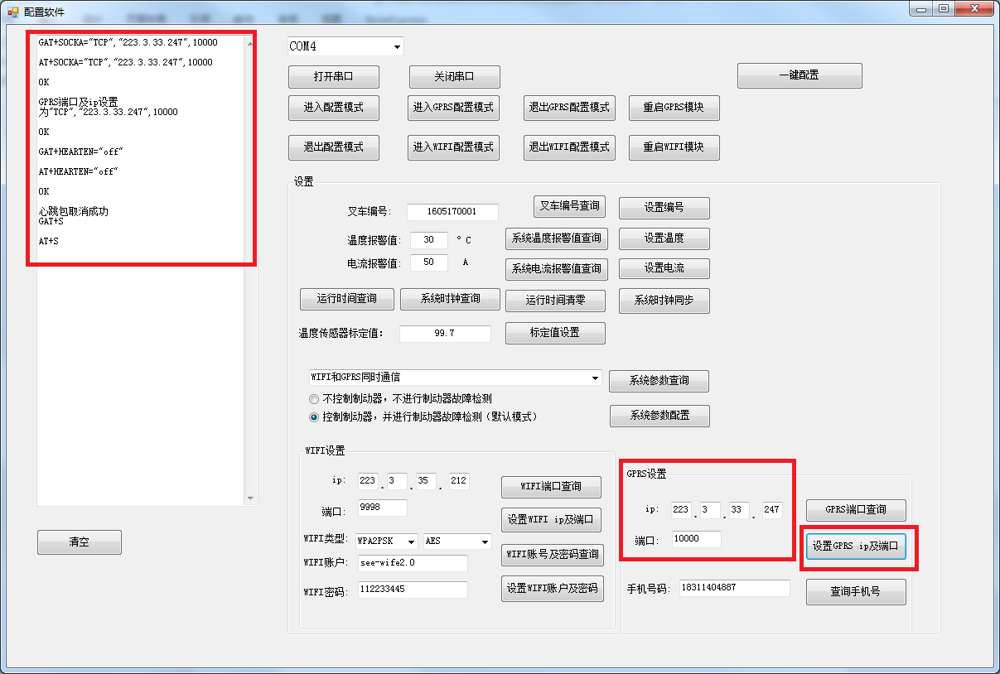 配置软件
GAT+SOCKA="TCP","223.3.33.247",10000
AT+SOCKA="TCP","223.3.33.247",10000
OK
GPRS端口及ip设置
为"TCP","223.3.33.247",10000
OK
GAT+HEARTEN="off"
AT+HEARTEN="off"
OK
心跳包取消成功
GAT+S
AT+S
清空
COM4
打开串口 关闭串口 一键配置
进入配置模式 进入GPRS配置模式 退出GPRS配置模式 重启GPRS模块
退出配置模式 进入WIFI配置模式 退出WIFI配置模式 重启WIFI模块
设置
叉车编号: 1605170001 叉车编号查询 设置编号
温度报警值: 30 °C 系统温度报警值查询 设置温度
电流报警值: 50 A 系统电流报警值查询 设置电流
运行时间查询 系统时钟查询 运行时间清零 系统时钟同步
温度传感器标定值: 99.7 标定值设置
WIFI和GPRS同时通信 系统参数查询
不控制制动器，不进行制动器故障检测
控制制动器，并进行制动器故障检测（默认模式） 系统参数配置
WIFI设置
ip: 223 . 3 . 35 . 212 WIFI端口查询
端口: 9998 设置WIFI ip及端口
WIFI类型: WPA2PSK AES
WIFI账户: see-wife2.0 WIFI账号及密码查询
WIFI密码: 112233445 设置WIFI账户及密码
GPRS设置
ip: 223 . 3 . 33 . 247 GPRS端口查询
端口: 10000 设置GPRS ip及端口
手机号码: 18311404887 查询手机号